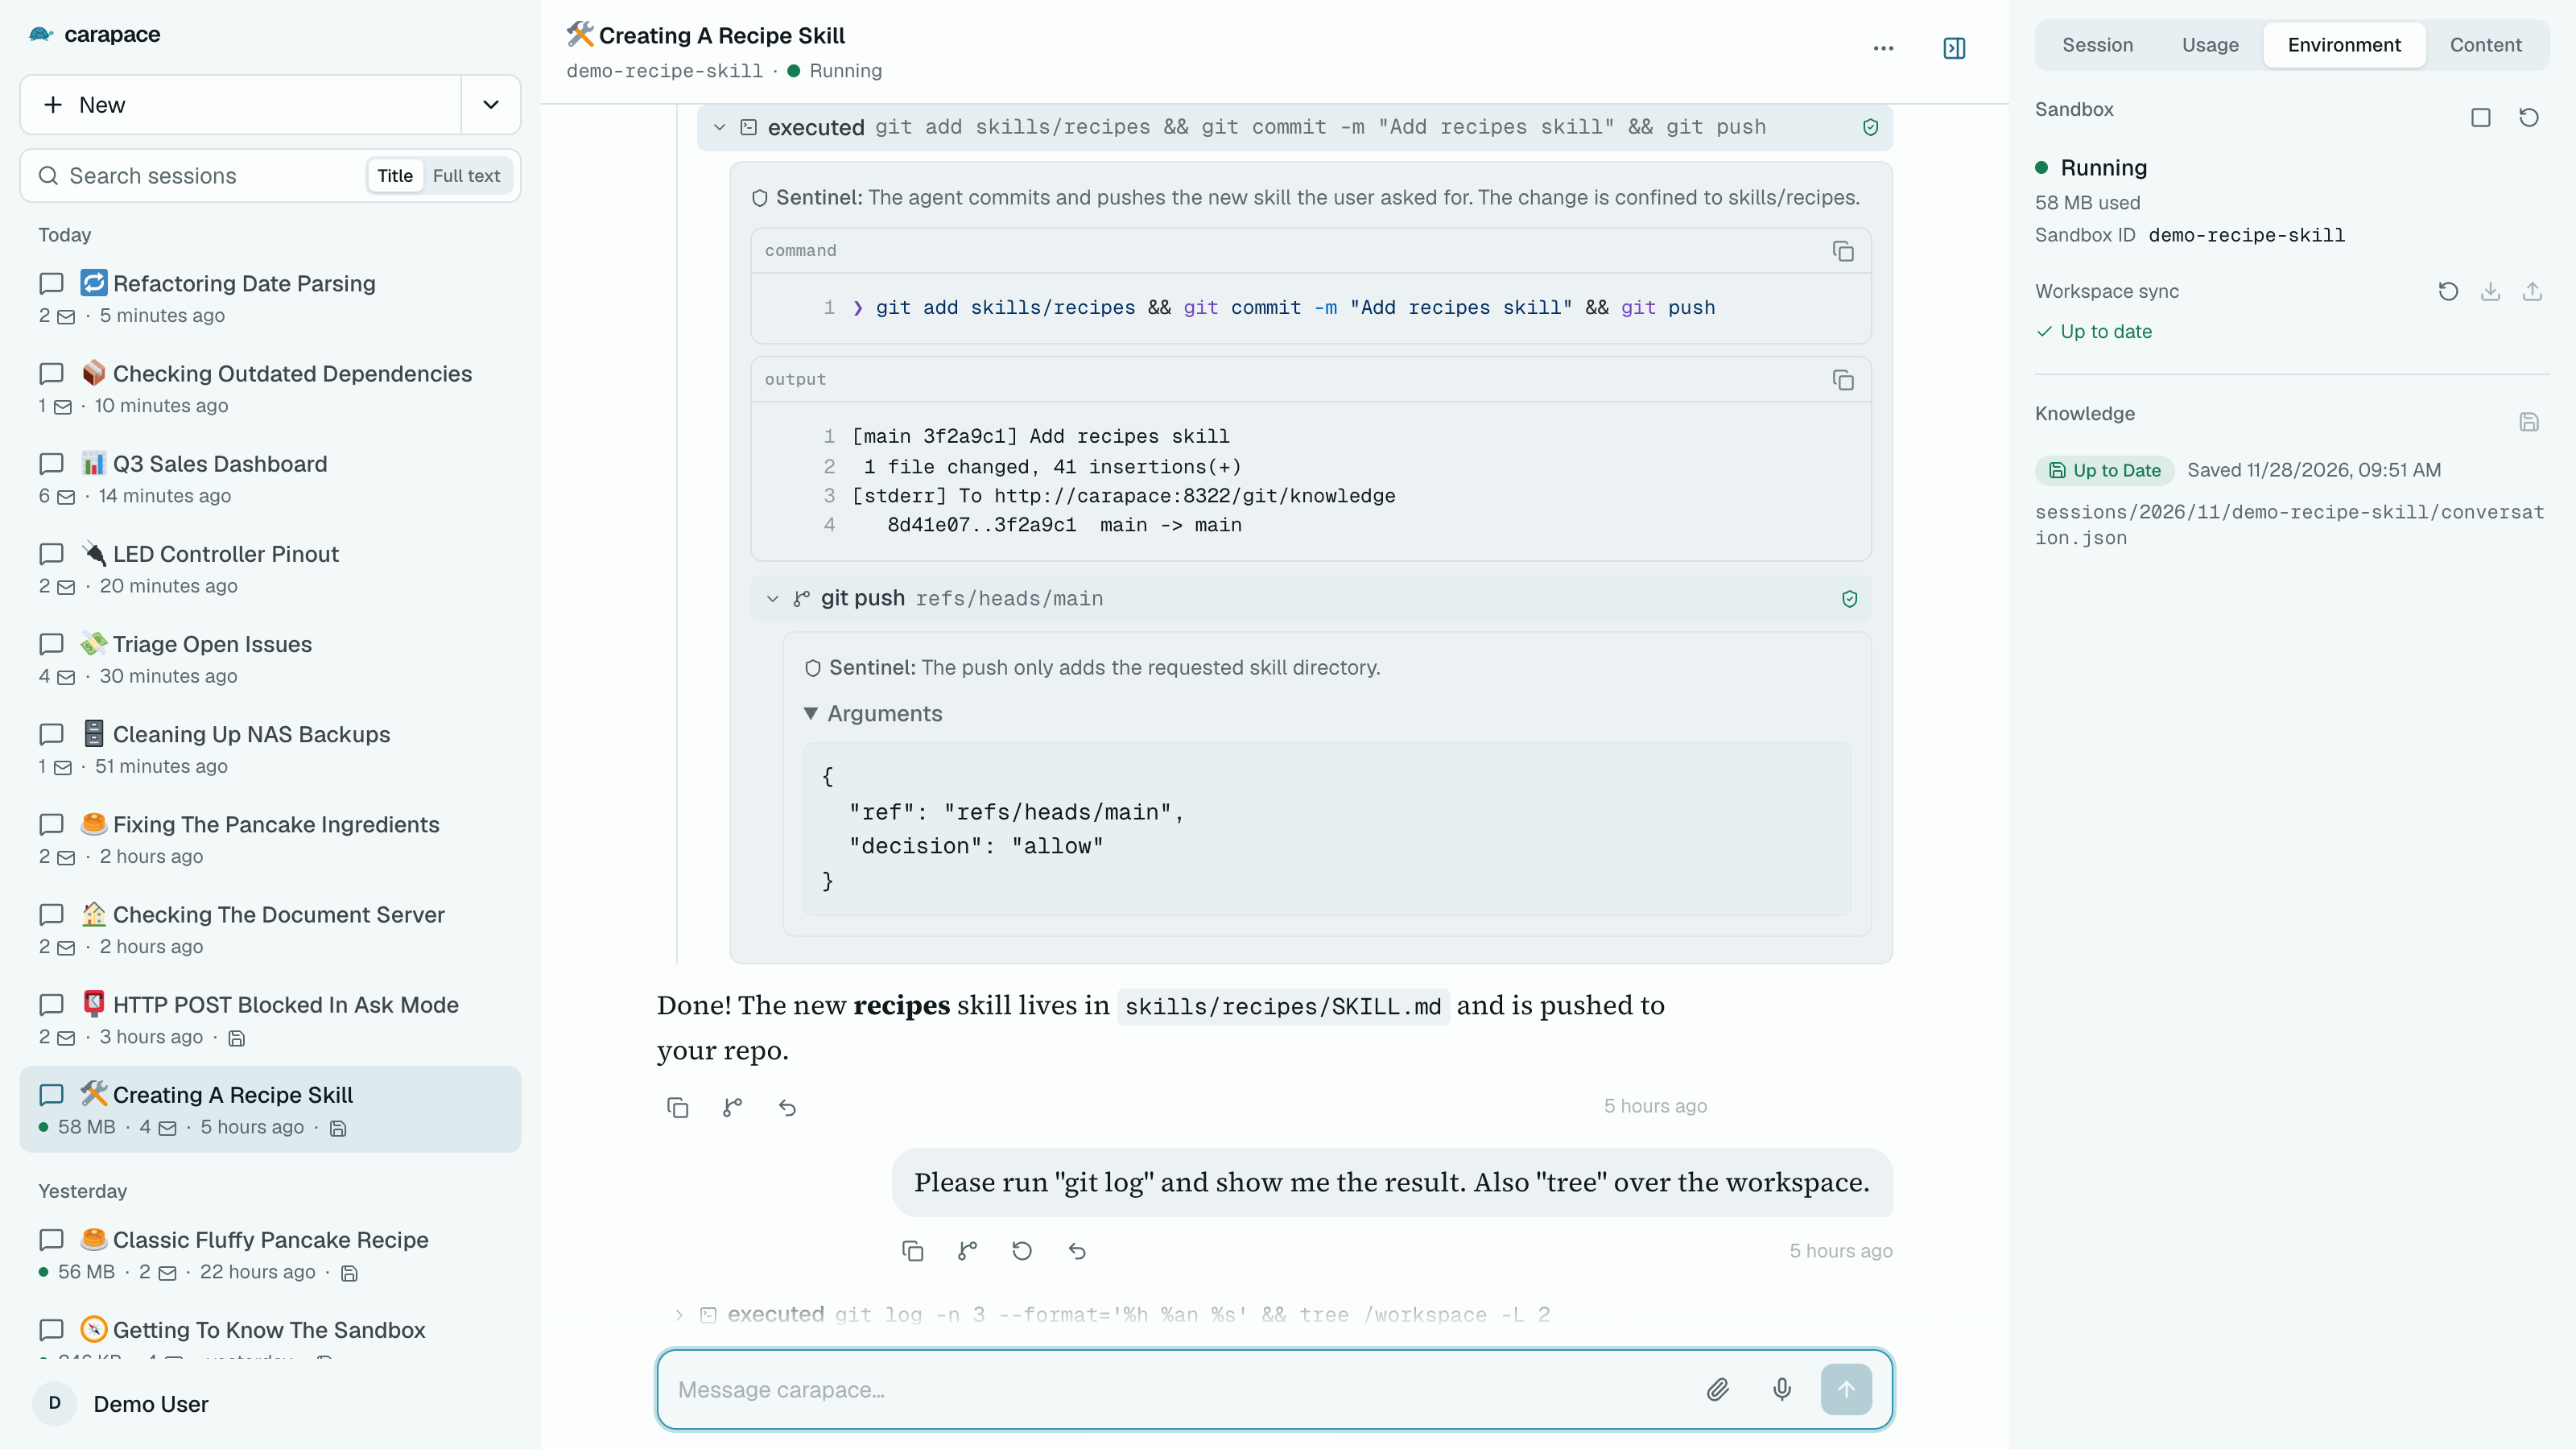 carapace
New
Search sessions
Title
Full text
Today
Refactoring Date Parsing
2 · 5 minutes ago
Checking Outdated Dependencies
1 · 10 minutes ago
Q3 Sales Dashboard
6 · 14 minutes ago
LED Controller Pinout
2 · 20 minutes ago
Triage Open Issues
4 · 30 minutes ago
Cleaning Up NAS Backups
1 · 51 minutes ago
Fixing The Pancake Ingredients
2 · 2 hours ago
Checking The Document Server
2 · 2 hours ago
HTTP POST Blocked In Ask Mode
2 · 3 hours ago ·
Creating A Recipe Skill
58 MB · 4 · 5 hours ago ·
Yesterday
Classic Fluffy Pancake Recipe
56 MB · 2 · 22 hours ago ·
Getting To Know The Sandbox
D
Demo User
Creating A Recipe Skill
demo-recipe-skill · Running
executed git add skills/recipes && git commit -m "Add recipes skill" && git push
Sentinel: The agent commits and pushes the new skill the user asked for. The change is confined to skills/recipes.
command
1 ❯ git add skills/recipes && git commit -m "Add recipes skill" && git push
output
1 [main 3f2a9c1] Add recipes skill
2 1 file changed, 41 insertions(+)
3 [stderr] To http://carapace:8322/git/knowledge
4 8d41e07..3f2a9c1 main -> main
git push refs/heads/main
Sentinel: The push only adds the requested skill directory.
▼ Arguments
{
"ref": "refs/heads/main",
"decision": "allow"
}
Done! The new recipes skill lives in skills/recipes/SKILL.md and is pushed to
your repo.
5 hours ago
Please run "git log" and show me the result. Also "tree" over the workspace.
5 hours ago
executed git log -n 3 --format='%h %an %s' && tree /workspace -L 2
Message carapace…
Session
Usage
Environment
Content
Sandbox
Running
58 MB used
Sandbox ID demo-recipe-skill
Workspace sync
Up to date
Knowledge
Up to Date Saved 11/28/2026, 09:51 AM
sessions/2026/11/demo-recipe-skill/conversat
ion.json